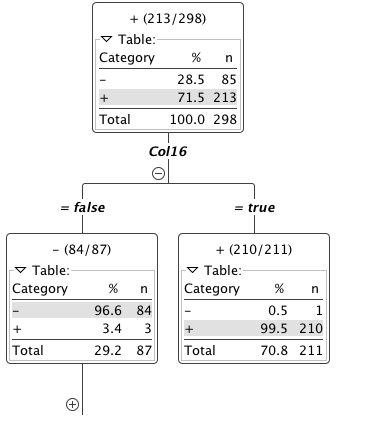 + (213/298)
Table:
Category % n
– 28.5 85
+ 71.5 213
Total 100.0 298
Col16
= false
= true
– (84/87)
Table:
Category % n
– 96.6 84
+ 3.4 3
Total 29.2 87
+ (210/211)
Table:
Category % n
– 0.5 1
+ 99.5 210
Total 70.8 211